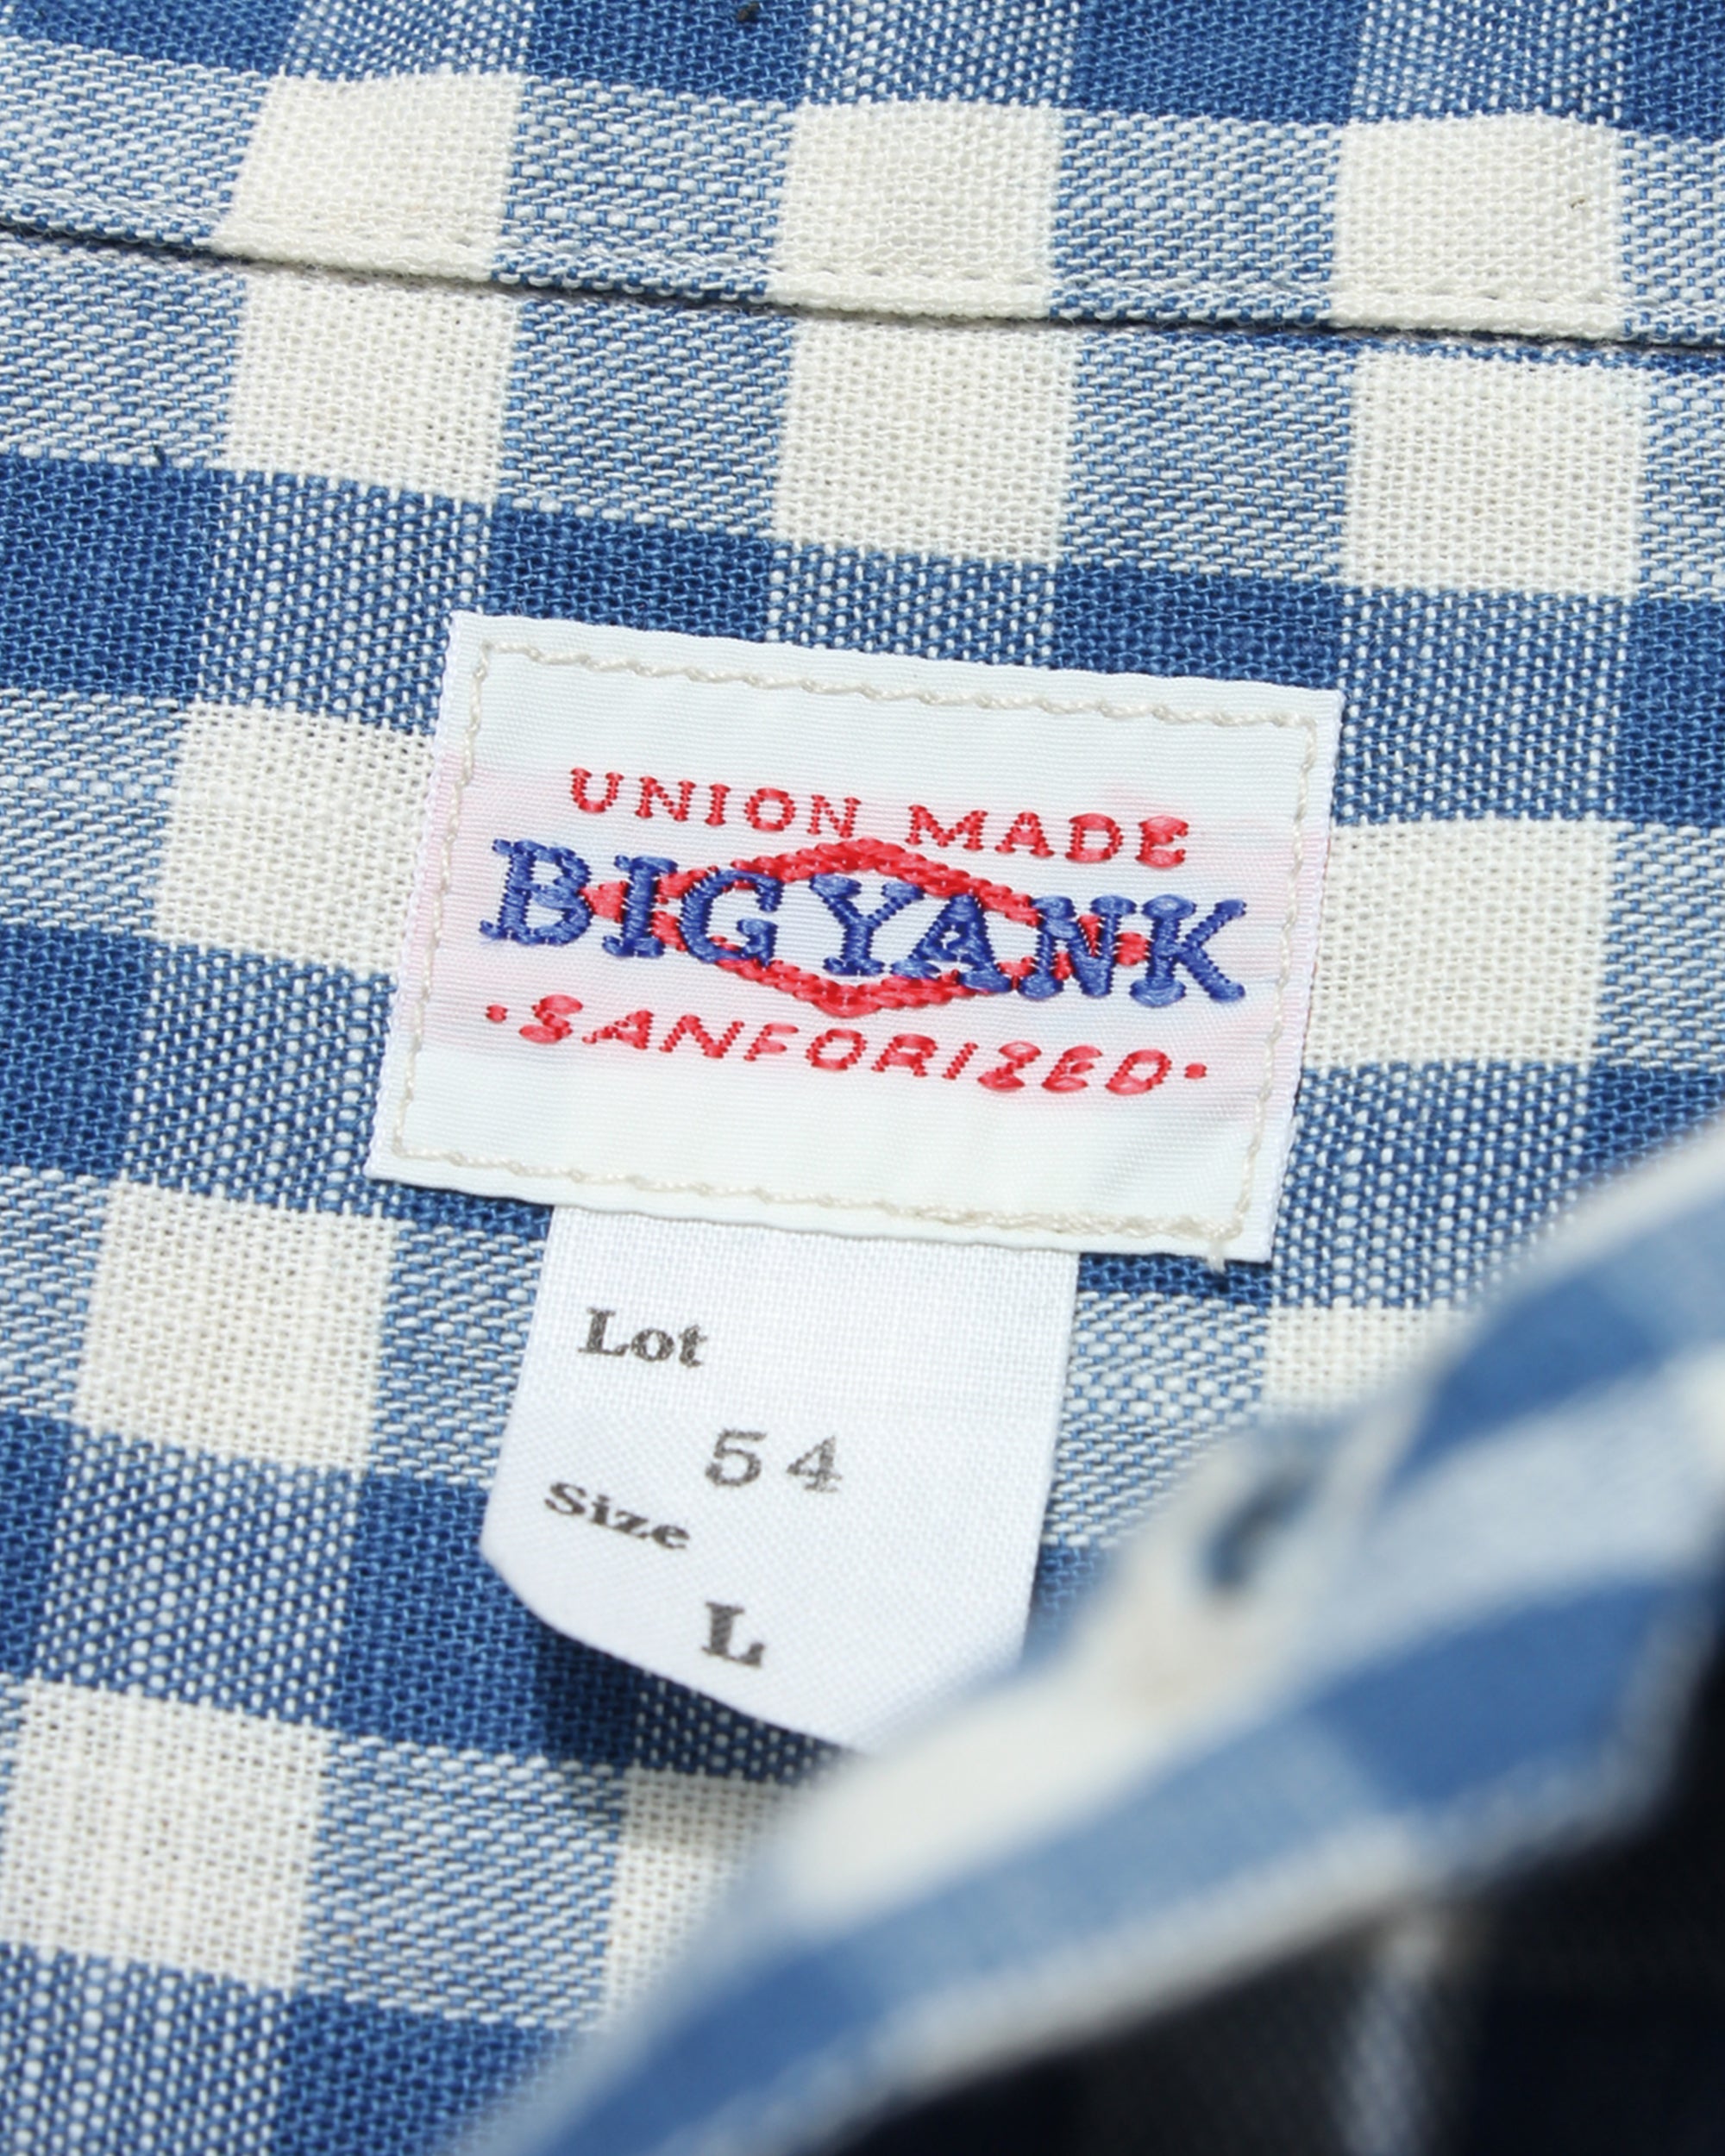 UNION MADE
BIG YANK
·SANFORIZED·
Lot
54
Size
L